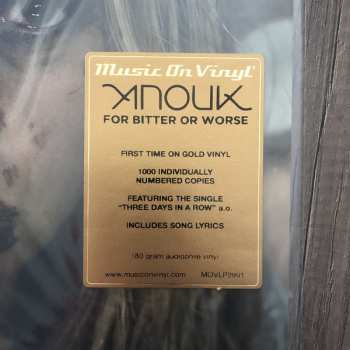 Music On Vinyl
ANOUK
FOR BITTER OR WORSE
FIRST TIME ON GOLD VINYL
1000 INDIVIDUALLY
NUMBERED COPIES
FEATURING THE SINGLE
"THREE DAYS IN A ROW" a.o.
INCLUDES SONG LYRICS
180 gram audiophile vinyl
www.musiconvinyl.com